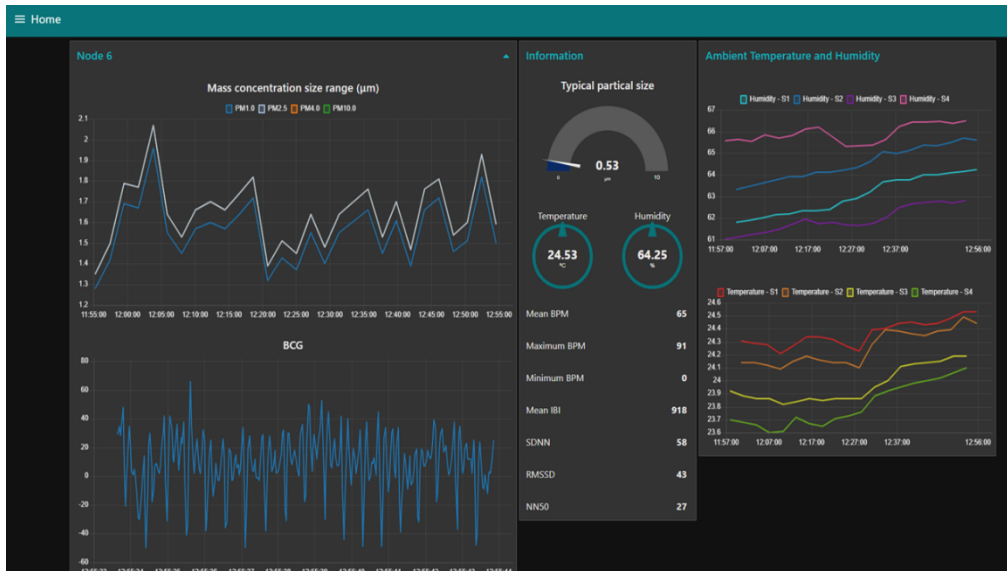 Home
Node 6
Mass concentration size range (µm)
PM1.0 PM2.5 PM4.0 PM10.0
2.1
2
1.9
1.8
1.7
1.6
1.5
1.4
1.3
1.2
11:55:00 12:00:00 12:05:00 12:10:00 12:15:00 12:20:00 12:25:00 12:30:00 12:35:00 12:40:00 12:45:00 12:50:00 12:55:00
BCG
80
60
40
20
0
-20
-40
-60
Information
Typical partical size
0.53
µm
0 10
Temperature Humidity
24.53 64.25
°C %
Mean BPM 65
Maximum BPM 91
Minimum BPM 0
Mean IBI 918
SDNN 58
RMSSD 43
NN50 27
Ambient Temperature and Humidity
Humidity - S1 Humidity - S2 Humidity - S3 Humidity - S4
67
66
65
64
62
61
11:57:00 12:07:00 12:17:00 12:27:00 12:37:00 12:56:00
Temperature - S1 Temperature - S2 Temperature - S3 Temperature - S4
24.6
24.5
24.4
24.3
24.2
24.1
24
23.9
23.8
23.7
23.6
11:57:00 12:07:00 12:17:00 12:27:00 12:37:00 12:56:00